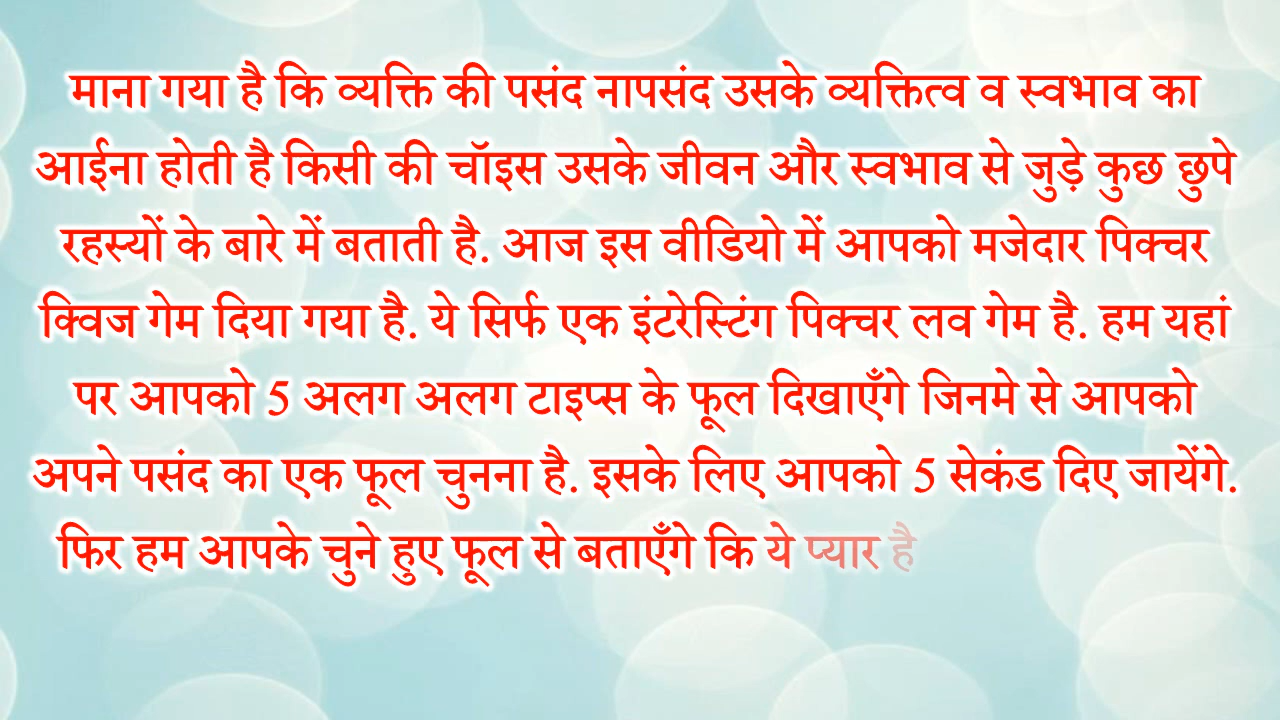 माना गया है कि व्यक्ति की पसंद नापसंद उसके व्यक्तित्व व स्वभाव का
आईना होती है किसी की चॉइस उसके जीवन और स्वभाव से जुड़े कुछ छुपे
रहस्यों के बारे में बताती है. आज इस वीडियो में आपको मजेदार पिक्चर
क्विज गेम दिया गया है. ये सिर्फ एक इंटरेस्टिंग पिक्चर लव गेम है. हम यहां
पर आपको 5 अलग अलग टाइप्स के फूल दिखाएँगे जिनमे से आपको
अपने पसंद का एक फूल चुनना है. इसके लिए आपको 5 सेकंड दिए जायेंगे.
फिर हम आपके चुने हुए फूल से बताएँगे कि ये प्यार है